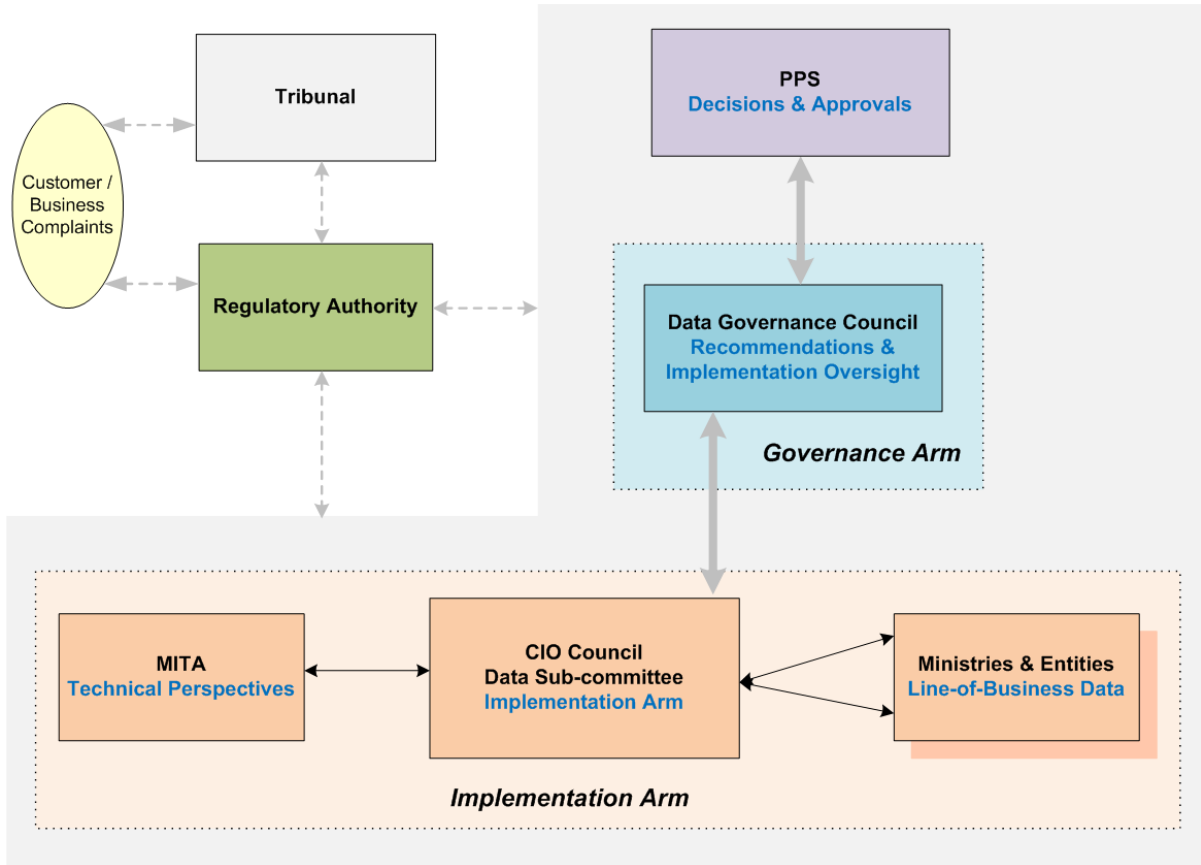 Tribunal
PPS
Decisions & Approvals
Customer /
Business
Complaints
Regulatory Authority
Data Governance Council
Recommendations &
Implementation Oversight
Governance Arm
MITA
Technical Perspectives
CIO Council
Data Sub-committee
Implementation Arm
Ministries & Entities
Line-of-Business Data
Implementation Arm